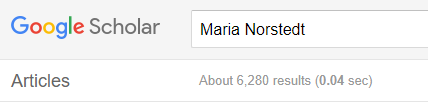 Google Scholar
Maria Norstedt
Articles
About 6,280 results (0.04 sec)